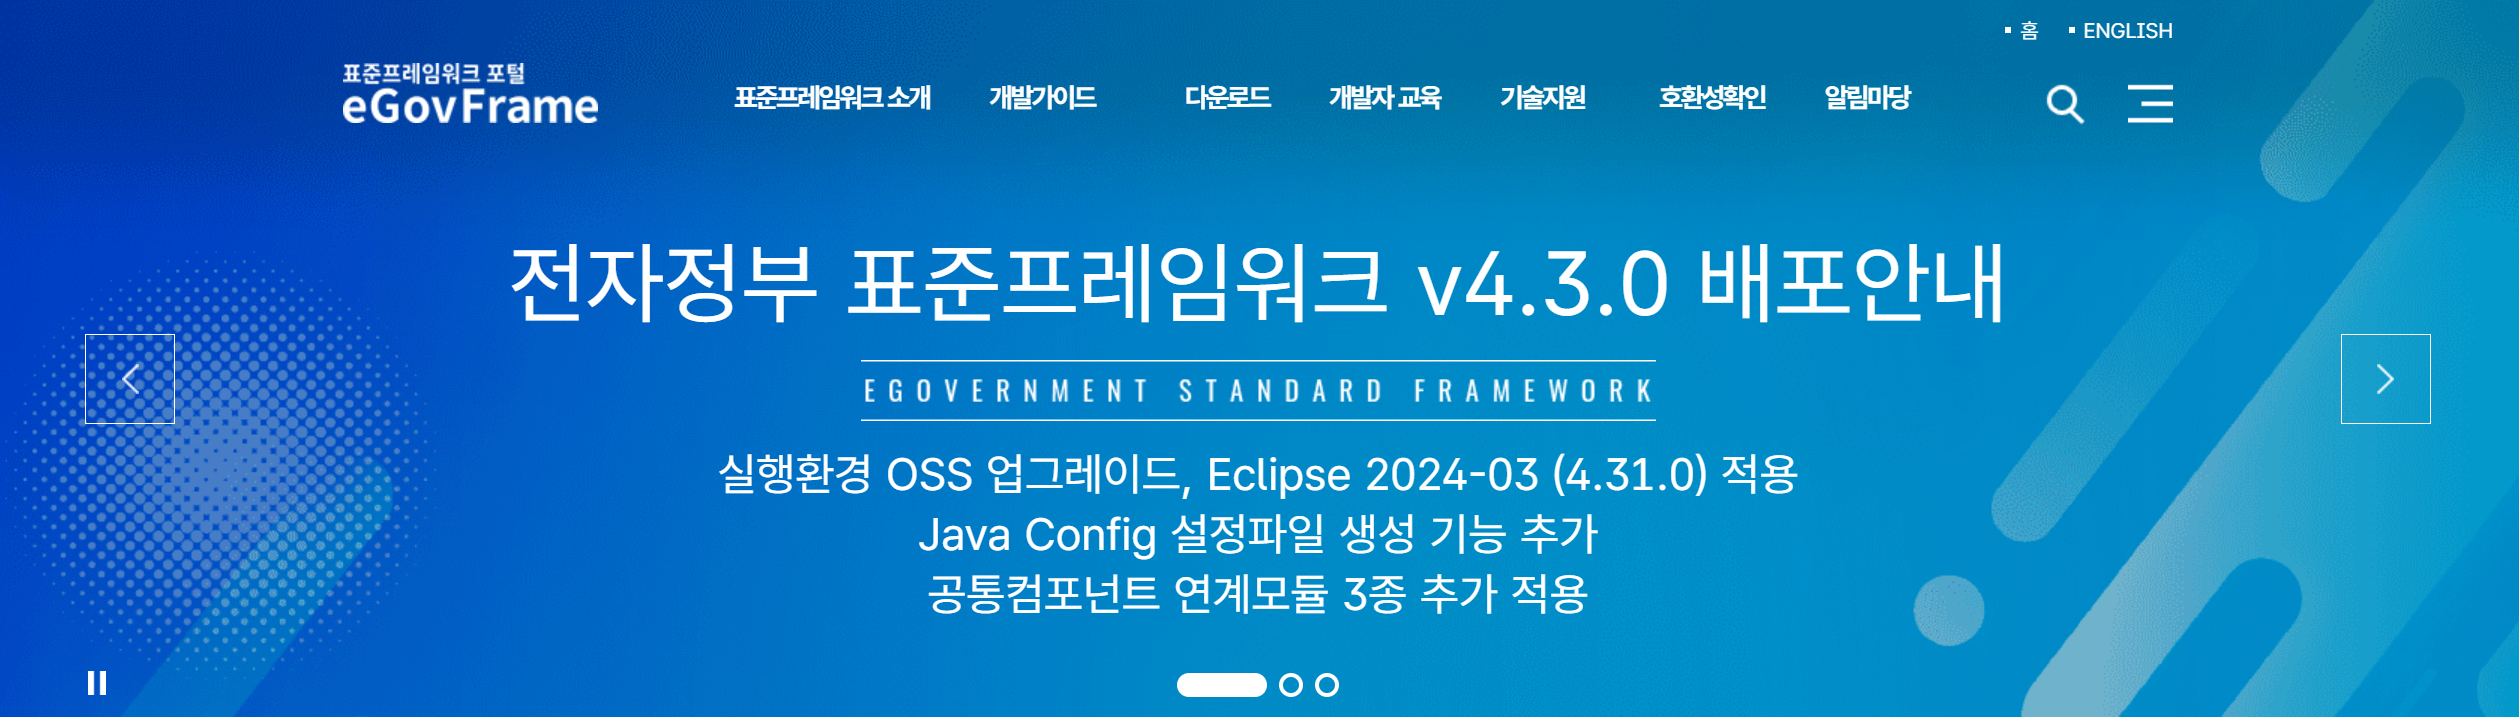 홈 ENGLISH
표준프레임워크 포털
eGovFrame
표준프레임워크 소개 개발가이드 다운로드 개발자 교육 기술지원 호환성확인 알림마당
전자정부 표준프레임워크 v4.3.0 배포안내
EGOVERNMENT STANDARD FRAMEWORK
실행환경 OSS 업그레이드, Eclipse 2024-03 (4.31.0) 적용
Java Config 설정파일 생성 기능 추가
공통컴포넌트 연계모듈 3종 추가 적용